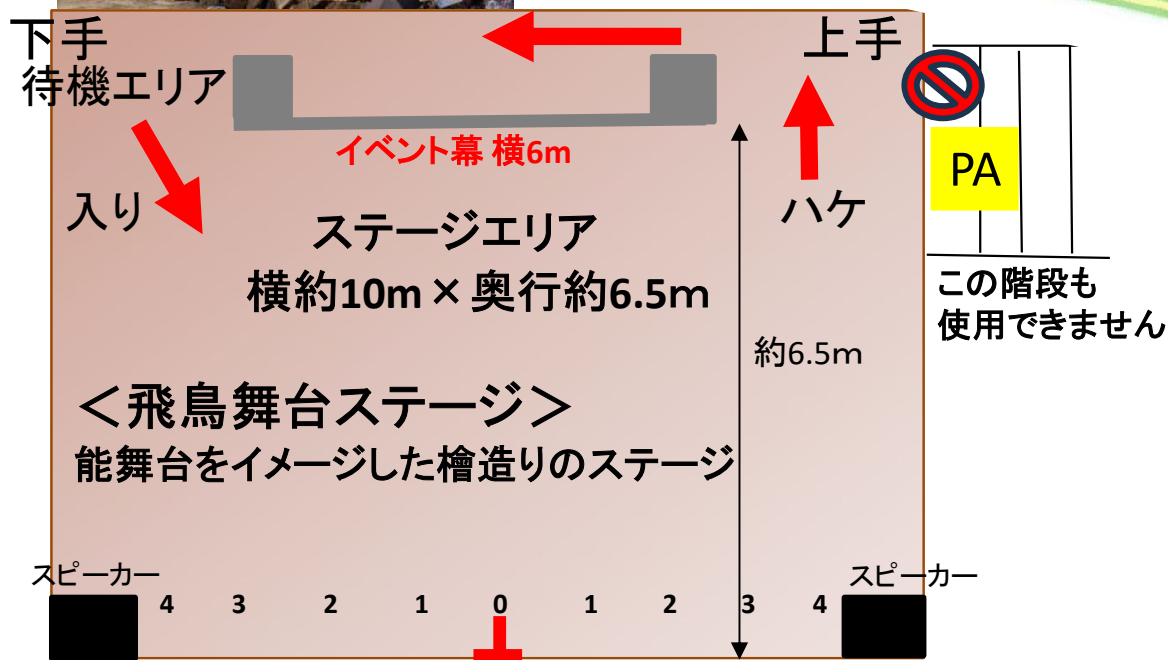 下手
待機エリア
上手
イベント幕 横6m
PA
入り
ハケ
ステージエリア
横約10m×奥行約6.5ｍ
この階段も
使用できません
約6.5ｍ
＜飛鳥舞台ステージ＞
能舞台をイメージした檜造りのステージ
スピーカー
スピーカー
4 3 2 1 0 1 2 3 4